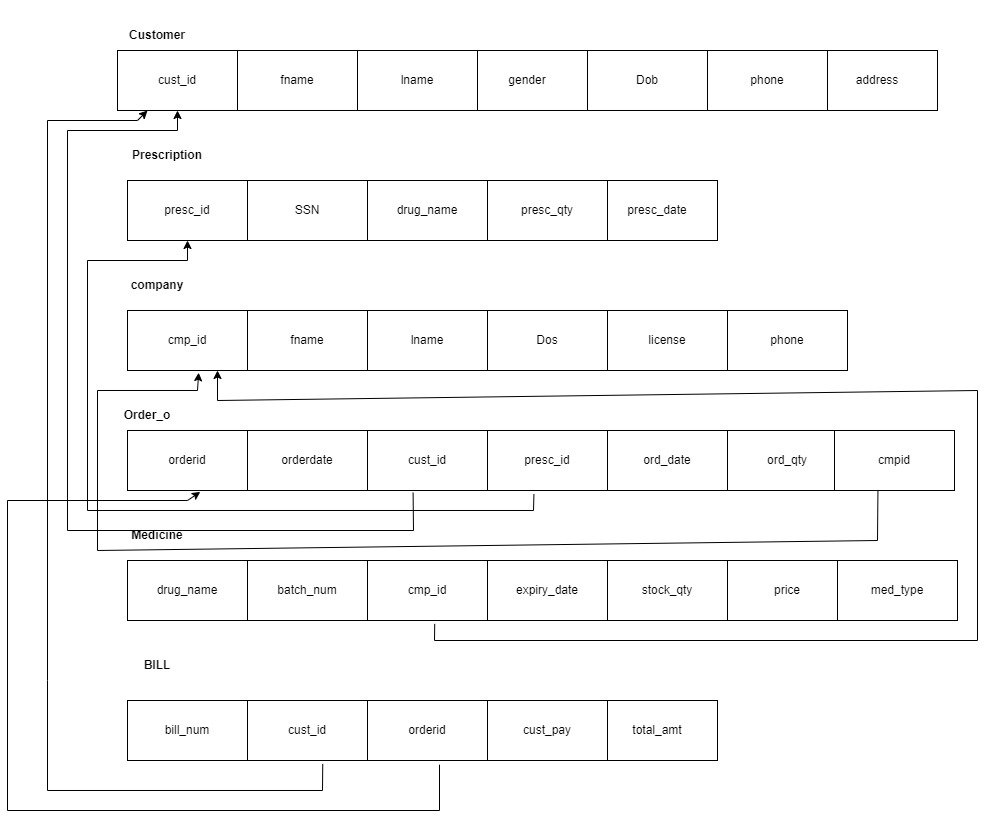 Customer
cust_id fname lname gender Dob phone address
Prescription
presc_id SSN drug_name presc_qty presc_date
company
cmp_id fname lname Dos license phone
Order_o
orderid orderdate cust_id presc_id ord_date ord_qty cmpid
Medicine
drug_name batch_num cmp_id expiry_date stock_qty price med_type
BILL
bill_num cust_id orderid cust_pay total_amt